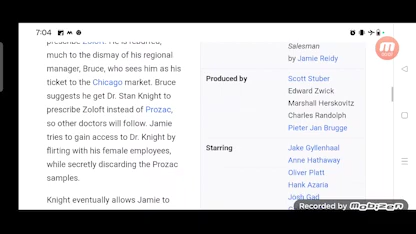 7:04
prescribe Zoloft. He is rebuffed,
much to the dismay of his regional
manager, Bruce, who sees him as his
ticket to the Chicago market. Bruce
suggests he get Dr. Stan Knight to
prescribe Zoloft instead of Prozac,
so other doctors will follow. Jamie
tries to gain access to Dr. Knight by
flirting with his female employees,
while secretly discarding the Prozac
samples.
Knight eventually allows Jamie to
Salesman
by Jamie Reidy
Produced by
Scott Stuber
Edward Zwick
Marshall Herskovitz
Charles Randolph
Pieter Jan Brugge
Starring
Jake Gyllenhaal
Anne Hathaway
Oliver Platt
Hank Azaria
Josh Gad
Recorded by
Mobizen